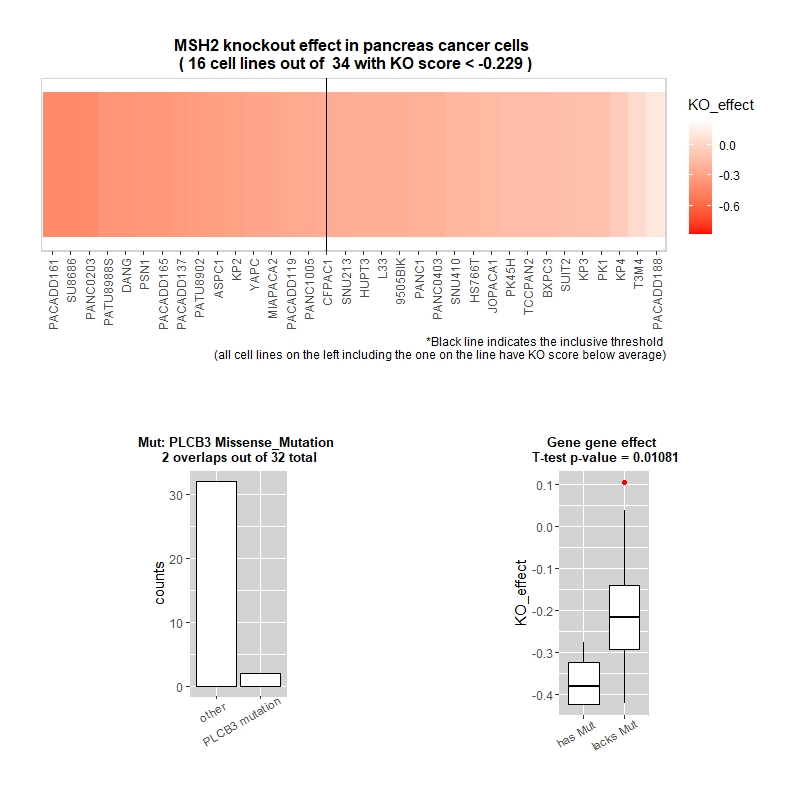 MSH2 knockout effect in pancreas cancer cells
( 16 cell lines out of  34 with KO score < -0.229 )
KO_effect
0.0
-0.3
-0.6
PACADD161
SU8686
PANC0203
PATU8988S
DANG
PSN1
PACADD165
PACADD137
PATU8902
ASPC1
KP2
YAPC
MIAPACA2
PACADD119
PANC1005
CFPAC1
SNU213
HUPT3
L33
9505BIK
PANC1
PANC0403
SNU410
HS766T
JOPACA1
PK45H
TCCPAN2
BXPC3
SUIT2
KP3
PK1
KP4
T3M4
PACADD188
*Black line indicates the inclusive threshold
(all cell lines on the left including the one on the line have KO score below average)
Mut: PLCB3 Missense_Mutation
2 overlaps out of 32 total
counts
30
20
10
0
other
PLCB3 mutation
Gene gene effect
T-test p-value = 0.01081
KO_effect
0.1
0.0
-0.1
-0.2
-0.3
-0.4
has Mut
lacks Mut